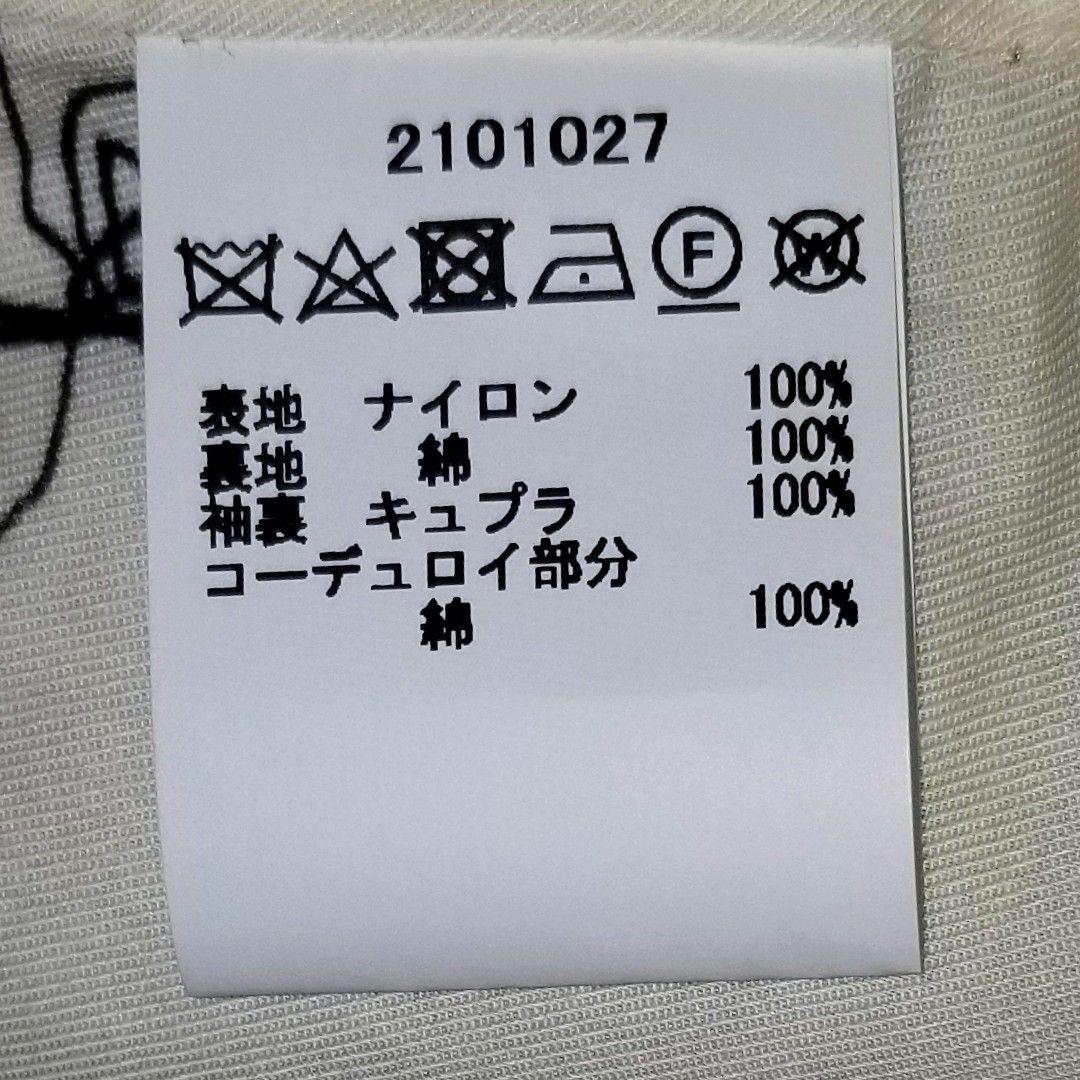 2101027
F W
表地 ナイロン 100%
裏地 綿 100%
袖裏 キュプラ 100%
コーデュロイ部分
綿 100%